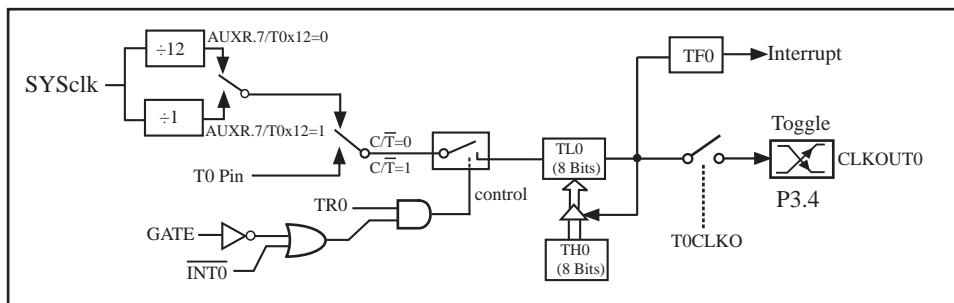 ÷12
AUXR.7/T0x12=0
SYSclk
÷1
AUXR.7/T0x12=1
T0 Pin
C/T̅=0
C/T̅=1
TR0
GATE
I̅N̅T̅0̅
control
TL0
(8 Bits)
TH0
(8 Bits)
TF0
Interrupt
Toggle
CLKOUT0
P3.4
T0CLKO